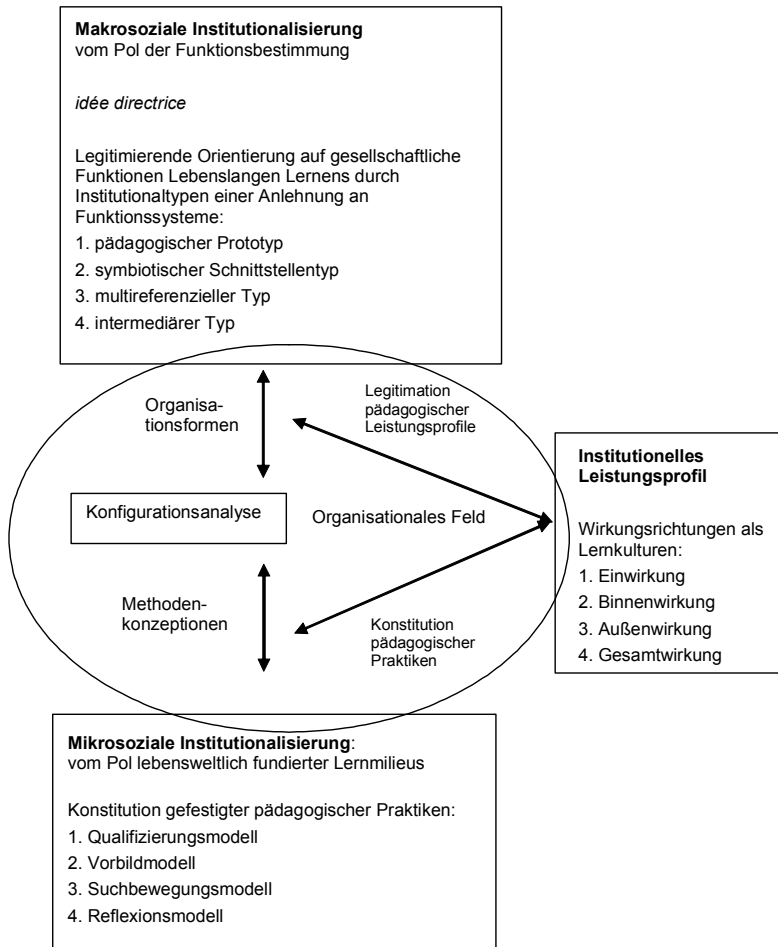 Makrosoziale Institutionalisierung
vom Pol der Funktionsbestimmung
idée directrice
Legitimierende Orientierung auf gesellschaftliche
Funktionen Lebenslangen Lernens durch
Institutionaltypen einer Anlehnung an
Funktionssysteme:
1. pädagogischer Prototyp
2. symbiotischer Schnittstellentyp
3. multireferenzieller Typ
4. intermediärer Typ
Organisa-
tionsformen
Legitimation
pädagogischer
Leistungsprofile
Konfigurationsanalyse
Organisationales Feld
Methoden-
konzeptionen
Konstitution
pädagogischer
Praktiken
Institutionelles
Leistungsprofil
Wirkungsrichtungen als
Lernkulturen:
1. Einwirkung
2. Binnenwirkung
3. Außenwirkung
4. Gesamtwirkung
Mikrosoziale Institutionalisierung:
vom Pol lebensweltlich fundierter Lernmilieus
Konstitution gefestigter pädagogischer Praktiken:
1. Qualifizierungsmodell
2. Vorbildmodell
3. Suchbewegungsmodell
4. Reflexionsmodell